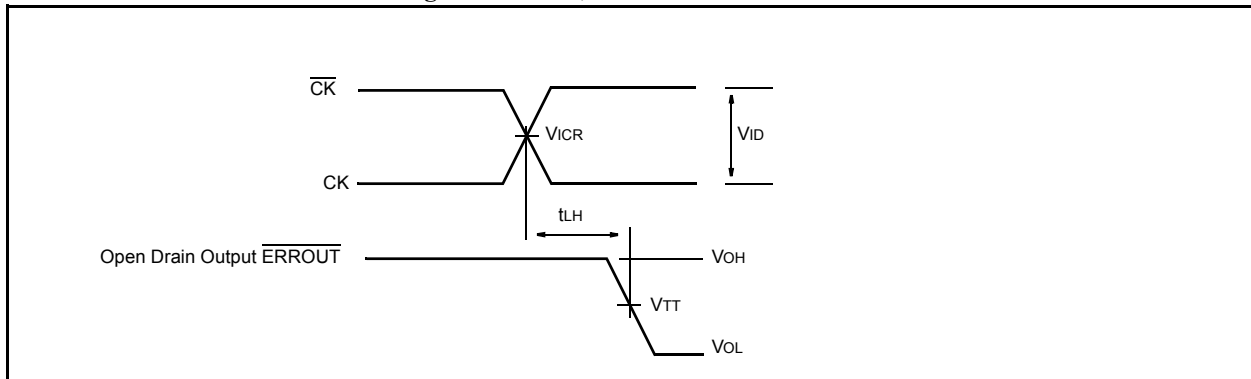 CK
VICR
VID
CK
tLH
Open Drain Output ERROUT
VOH
VTT
VOL